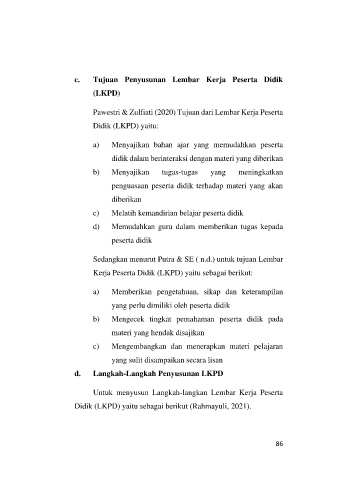 c. Tujuan Penyusunan Lembar Kerja Peserta Didik
(LKPD)
Pawestri & Zulfiati (2020) Tujuan dari Lembar Kerja Peserta
Didik (LKPD) yaitu:
a) Menyajikan bahan ajar yang memudahkan peserta
didik dalam berinteraksi dengan materi yang diberikan
b) Menyajikan tugas-tugas yang meningkatkan
penguasaan peserta didik terhadap materi yang akan
diberikan
c) Melatih kemandirian belajar peserta didik
d) Memudahkan guru dalam memberikan tugas kepada
peserta didik
Sedangkan menurut Putra & SE ( n.d.) untuk tujuan Lembar
Kerja Peserta Didik (LKPD) yaitu sebagai berikut:
a) Memberikan pengetahuan, sikap dan keterampilan
yang perlu dimiliki oleh peserta didik
b) Mengecek tingkat pemahaman peserta didik pada
materi yang hendak disajikan
c) Mengembangkan dan menerapkan materi pelajaran
yang sulit disampaikan secara lisan
d. Langkah-Langkah Penyusunan LKPD
Untuk menyusun Langkah-langkan Lembar Kerja Peserta
Didik (LKPD) yaitu sebagai berikut (Rahmayuli, 2021).
86